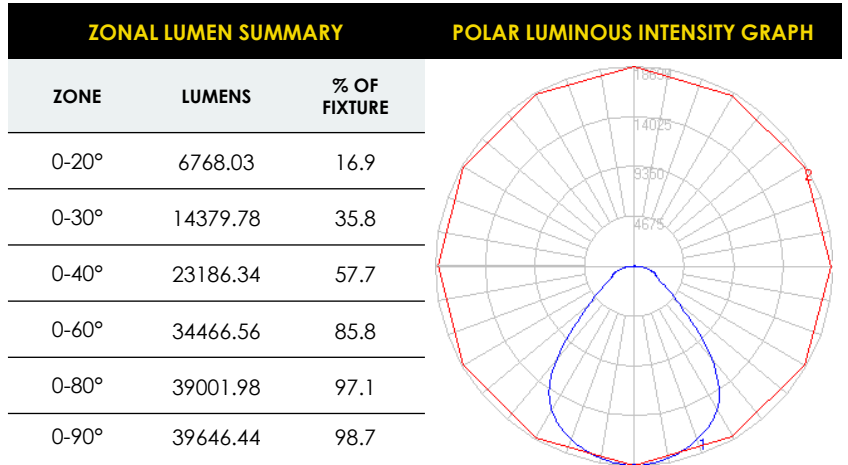 ZONAL LUMEN SUMMARY
ZONE LUMENS % OF FIXTURE
0-20° 6768.03 16.9
0-30° 14379.78 35.8
0-40° 23186.34 57.7
0-60° 34466.56 85.8
0-80° 39001.98 97.1
0-90° 39646.44 98.7
POLAR LUMINOUS INTENSITY GRAPH
14025
9350
2
4675
1